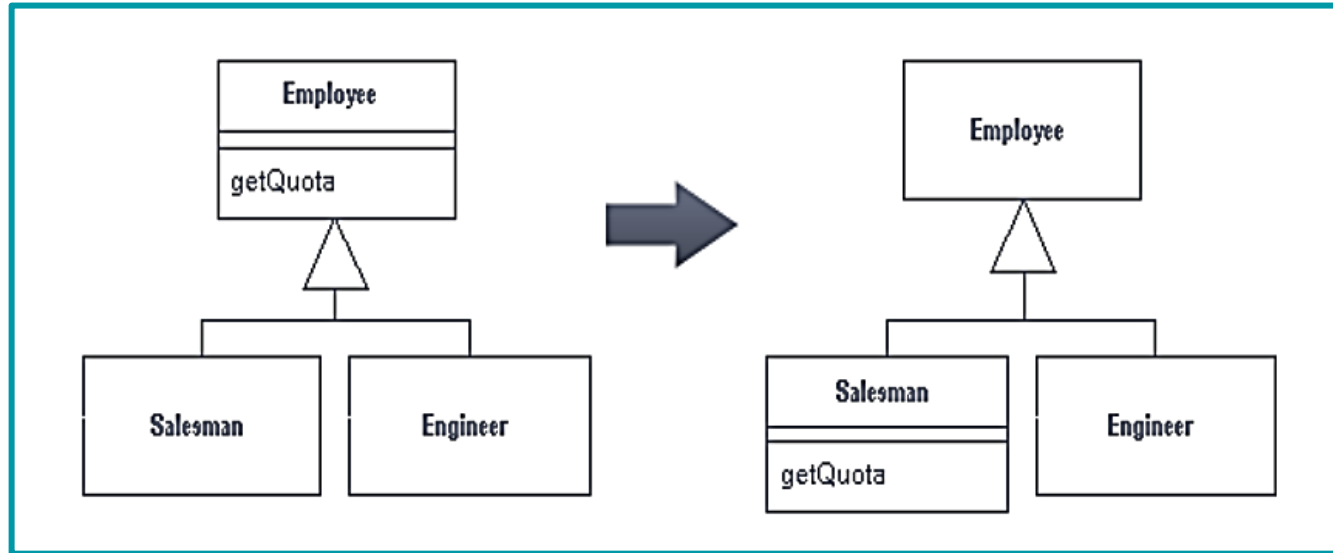 Employee
getQuota
Salesman
Engineer
Employee
Salesman
getQuota
Engineer